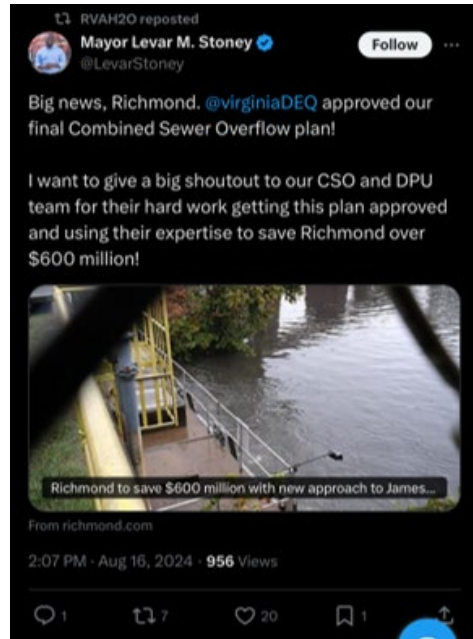 RVAH2O reposted
Mayor Levar M. Stoney
Follow
@LevarStoney
Big news, Richmond. @virginiaDEQ approved our
final Combined Sewer Overflow plan!
I want to give a big shoutout to our CSO and DPU
team for their hard work getting this plan approved
and using their expertise to save Richmond over
$600 million!
Richmond to save $600 million with new approach to James...
From richmond.com
2:07 PM · Aug 16, 2024 · 956 Views
1 7 20 1